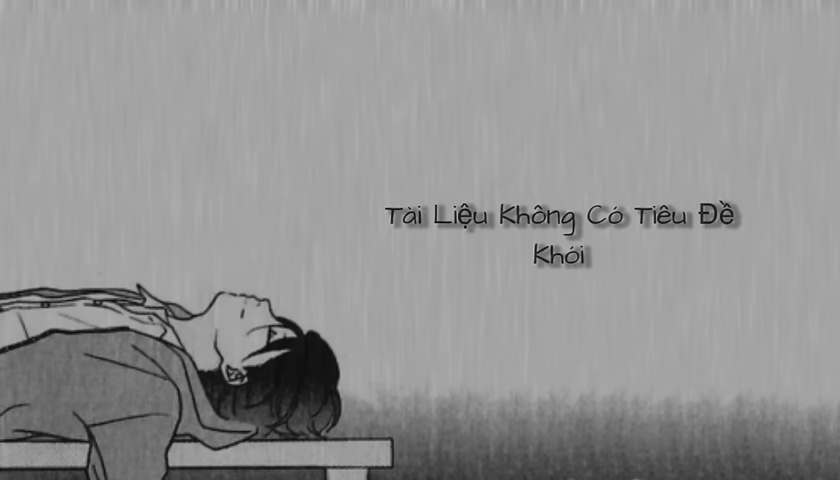 Tài Liệu Không Có Tiêu Đề
Khói